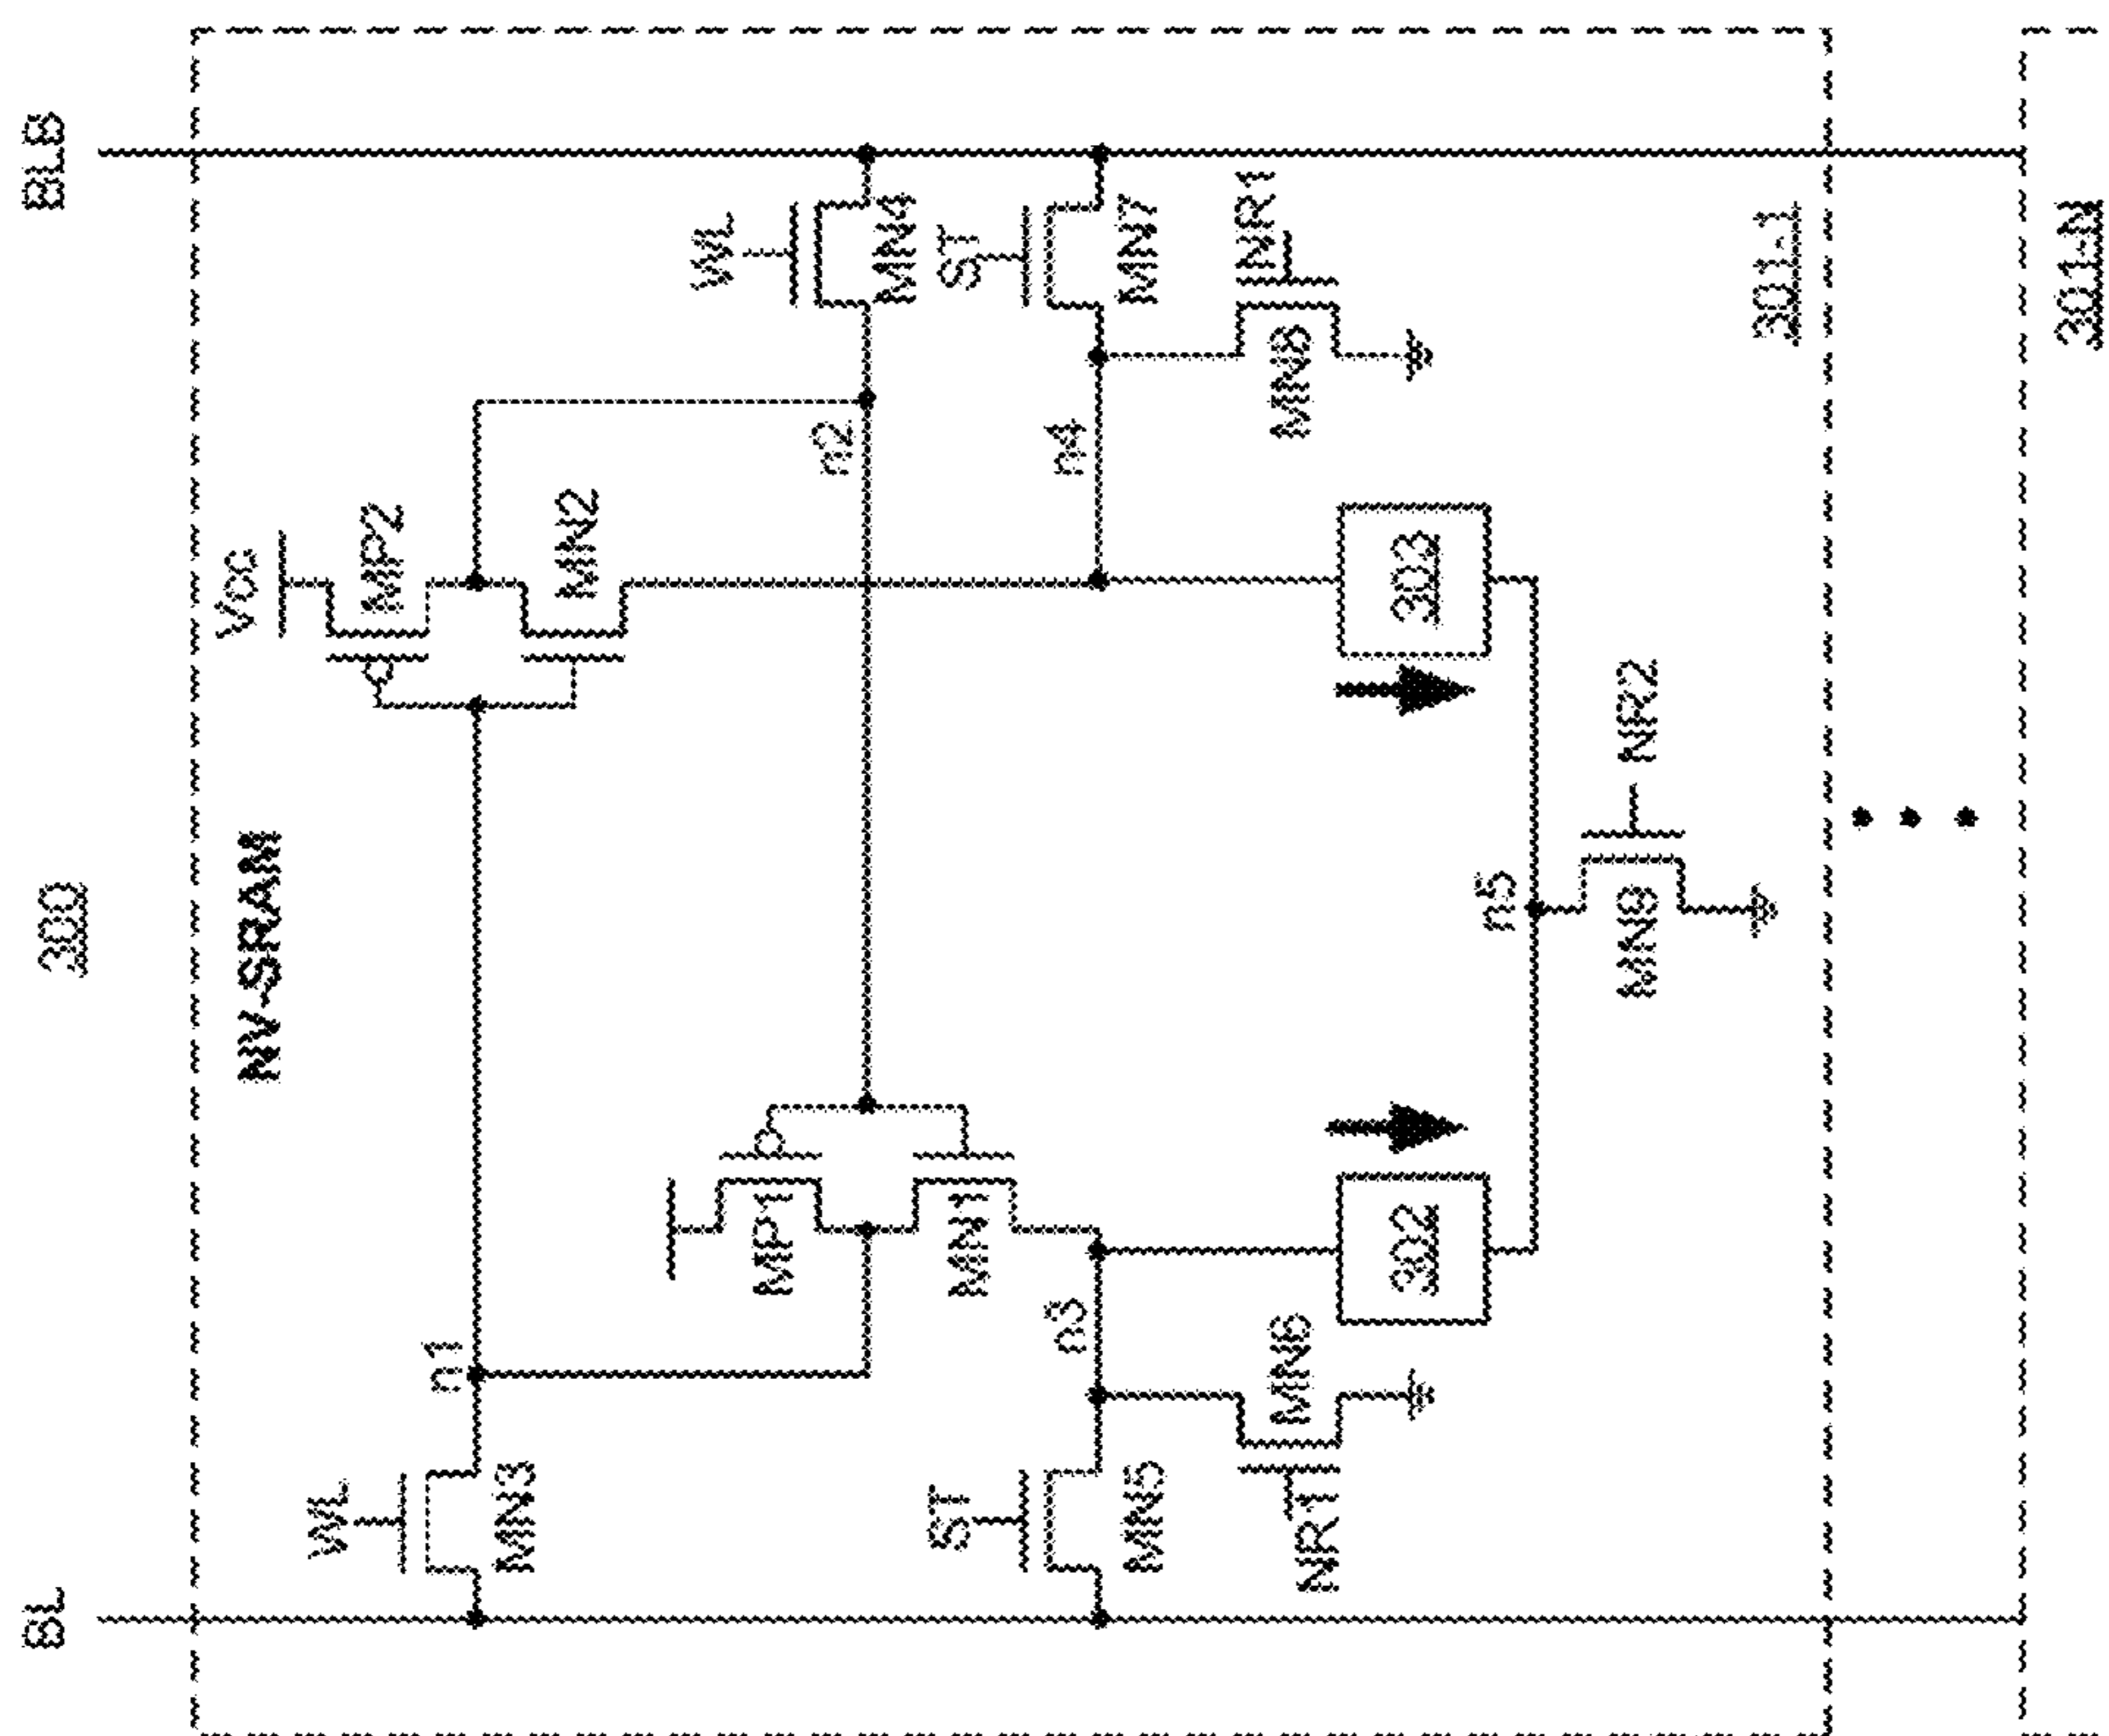 300
BL
BLB
NV-SRAM
Vcc
WL
n1
MP2
MN3
MN2
WL
MP1
n2
MN4
ST
MN1
ST
n3
n4
MN5
MN7
NR1
MN6
MN8
NR1
302
303
n5
MN9
NR2
301-1
301-N